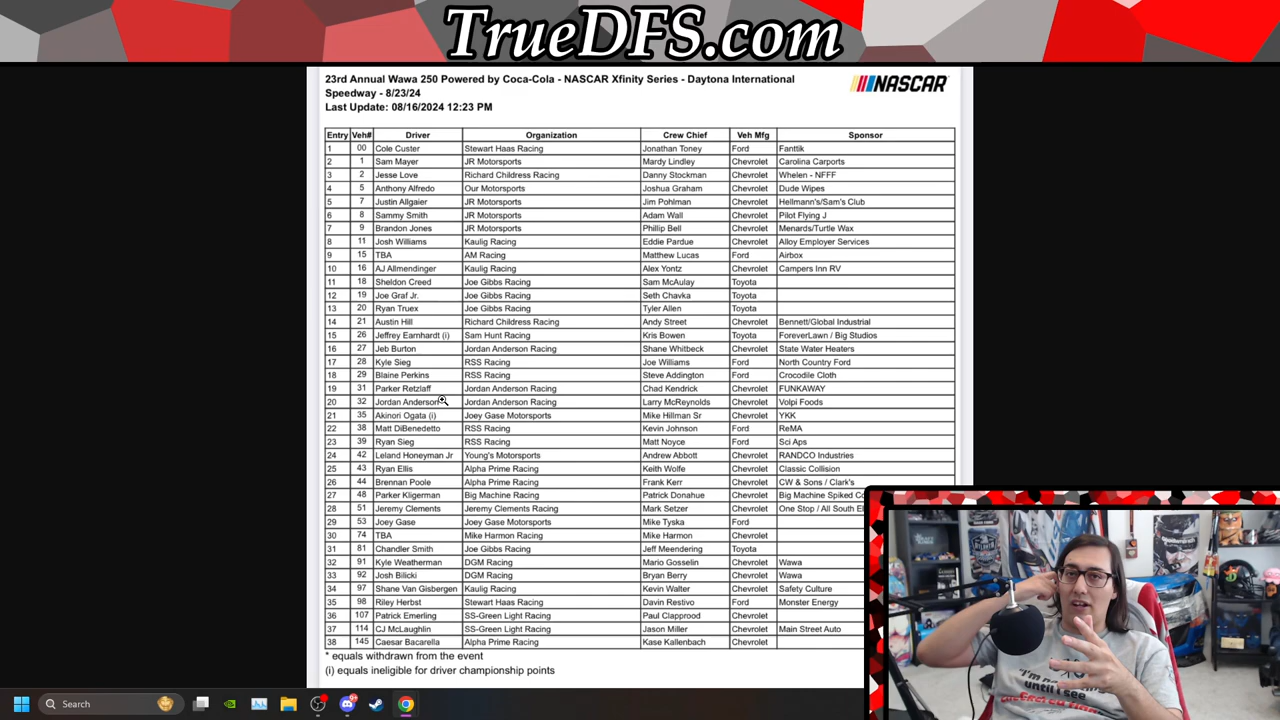 TrueDFS.com
23rd Annual Wawa 250 Powered by Coca-Cola - NASCAR Xfinity Series - Daytona International
Speedway - 8/23/24
Last Update: 08/16/2024 12:23 PM
NASCAR
Entry Veh# Driver Organization Crew Chief Veh Mfg Sponsor
1 00 Cole Custer Stewart Haas Racing Jonathan Toney Ford Fanttik
2 1 Sam Mayer JR Motorsports Mardy Lindley Chevrolet Carolina Carports
3 2 Jesse Love Richard Childress Racing Danny Stockman Chevrolet Whelen - NFFF
4 5 Anthony Alfredo Our Motorsports Joshua Graham Chevrolet Dude Wipes
5 7 Justin Allgaier JR Motorsports Jim Pohlman Chevrolet Hellmann's/Sam's Club
6 8 Sammy Smith JR Motorsports Adam Wall Chevrolet Pilot Flying J
7 9 Brandon Jones JR Motorsports Phillip Bell Chevrolet Menards/Turtle Wax
8 11 Josh Williams Kaulig Racing Eddie Pardue Chevrolet Alloy Employer Services
9 15 TBA AM Racing Matthew Lucas Ford Airbox
10 16 AJ Allmendinger Kaulig Racing Alex Yontz Chevrolet Campers Inn RV
11 18 Sheldon Creed Joe Gibbs Racing Sam McAulay Toyota
12 19 Joe Graf Jr. Joe Gibbs Racing Seth Chavka Toyota
13 20 Ryan Truex Joe Gibbs Racing Tyler Allen Toyota
14 21 Austin Hill Richard Childress Racing Andy Street Chevrolet Bennett/Global Industrial
15 26 Jeffrey Earnhardt (i) Sam Hunt Racing Kris Bowen Toyota ForeverLawn / Big Studios
16 27 Jeb Burton Jordan Anderson Racing Shane Whitbeck Chevrolet State Water Heaters
17 28 Kyle Sieg RSS Racing Joe Williams Ford North Country Ford
18 29 Blaine Perkins RSS Racing Steve Addington Ford Crocodile Cloth
19 31 Parker Retzlaff Jordan Anderson Racing Chad Kendrick Chevrolet FUNKAWAY
20 32 Jordan Anderson Jordan Anderson Racing Larry McReynolds Chevrolet Volpi Foods
21 35 Akinori Ogata (i) Joey Gase Motorsports Mike Hillman Sr Chevrolet YKK
22 38 Matt DiBenedetto RSS Racing Kevin Johnson Ford ReMA
23 39 Ryan Sieg RSS Racing Matt Noyce Ford Sci Aps
24 42 Leland Honeyman Jr Young's Motorsports Andrew Abbott Chevrolet RANDCO Industries
25 43 Ryan Ellis Alpha Prime Racing Keith Wolfe Chevrolet Classic Collision
26 44 Brennan Poole Alpha Prime Racing Frank Kerr Chevrolet CW & Sons / Clark's
27 48 Parker Kligerman Big Machine Racing Patrick Donahue Chevrolet Big Machine Spiked Co
28 51 Jeremy Clements Jeremy Clements Racing Mark Setzer Chevrolet One Stop / All South El
29 53 Joey Gase Joey Gase Motorsports Mike Tyska Ford
30 74 TBA Mike Harmon Racing Mike Harmon Chevrolet
31 81 Chandler Smith Joe Gibbs Racing Jeff Meendering Toyota
32 91 Kyle Weatherman DGM Racing Mario Gosselin Chevrolet Wawa
33 92 Josh Bilicki DGM Racing Bryan Berry Chevrolet Wawa
34 97 Shane Van Gisbergen Kaulig Racing Kevin Walter Chevrolet Safety Culture
35 98 Riley Herbst Stewart Haas Racing Davin Restivo Ford Monster Energy
36 107 Patrick Emerling SS-Green Light Racing Paul Clapprood Chevrolet
37 114 CJ McLaughlin SS-Green Light Racing Jason Miller Chevrolet Main Street Auto
38 145 Caesar Bacarella Alpha Prime Racing Kase Kallenbach Chevrolet
* equals withdrawn from the event
(i) equals ineligible for driver championship points
until I see
Search